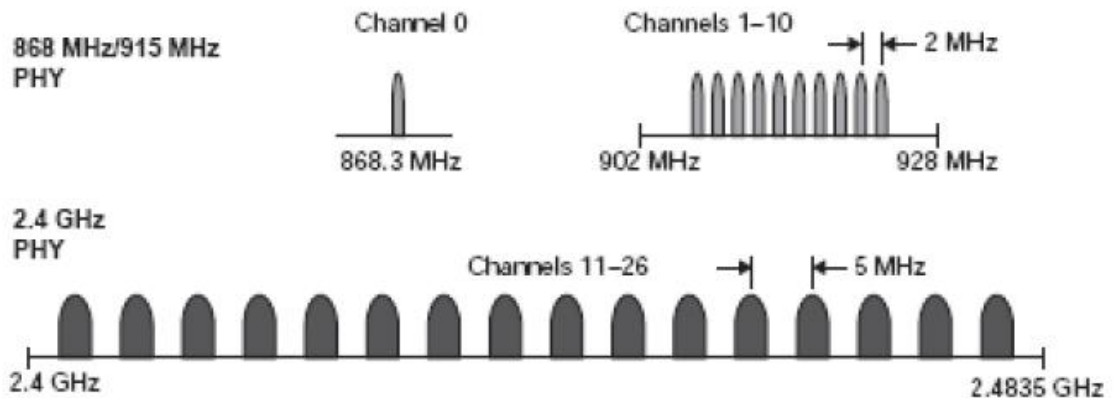 868 MHz/915 MHz
PHY
Channel 0
Channels 1–10
2 MHz
868.3 MHz
902 MHz
928 MHz
2.4 GHz
PHY
Channels 11–26
5 MHz
2.4 GHz
2.4835 GHz